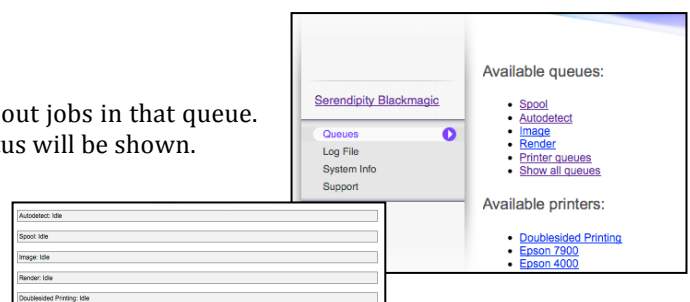 out jobs in that queue.
tus will be shown.
Serendipity Blackmagic
Queues
Log File
System Info
Support
Available queues:
• Spool
• Autodetect
• Image
• Render
• Printer queues
• Show all queues
Available printers:
• Doublesided Printing
• Epson 7900
• Epson 4000
Autodetect: Idle
Spool: Idle
Image: Idle
Render: Idle
Doublesided Printing: Idle